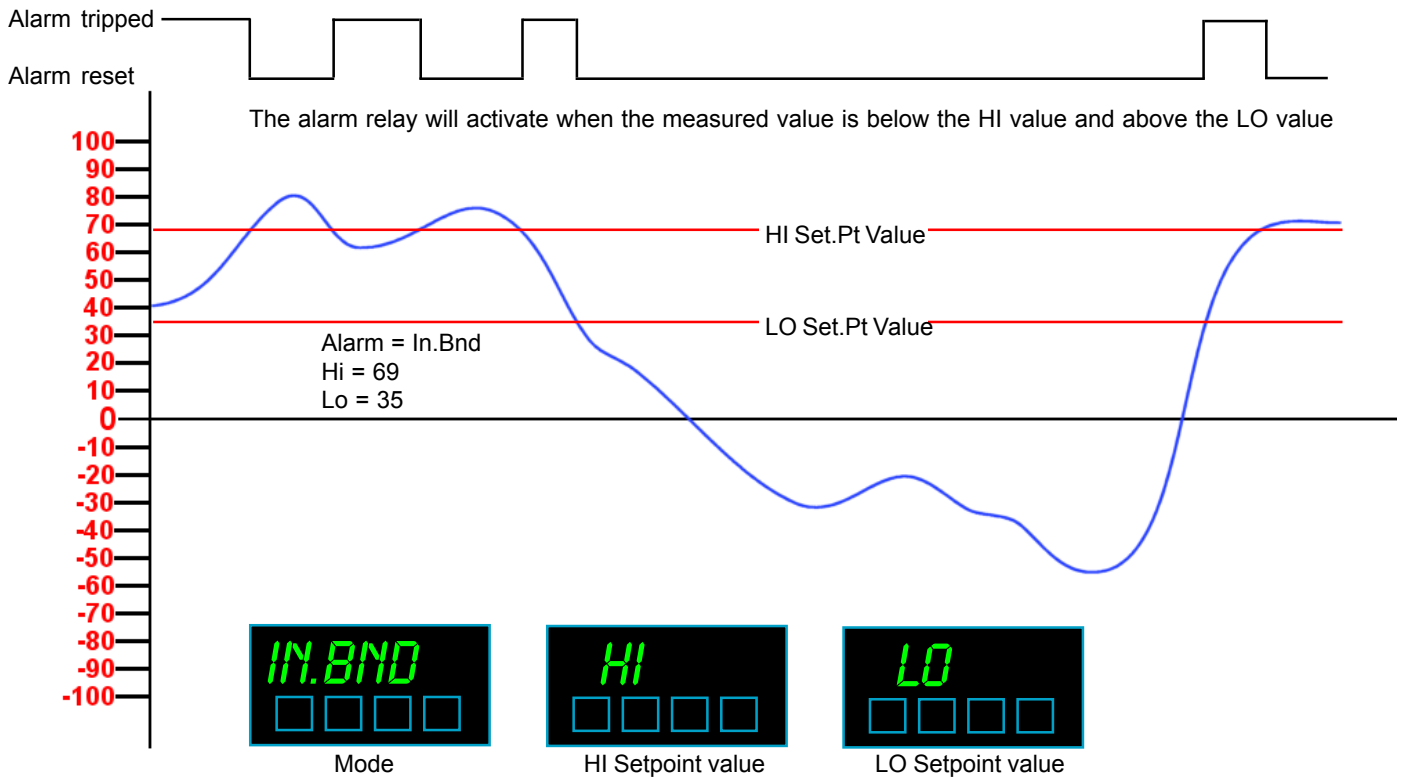 Alarm tripped
Alarm reset
The alarm relay will activate when the measured value is below the HI value and above the LO value
100
90
80
70
60
50
40
30
20
10
0
-10
-20
-30
-40
-50
-60
-70
-80
-90
-100
HI Set.Pt Value
LO Set.Pt Value
Alarm = In.Bnd
Hi = 69
Lo = 35
IN.BND
HI
LO
Mode
HI Setpoint value
LO Setpoint value